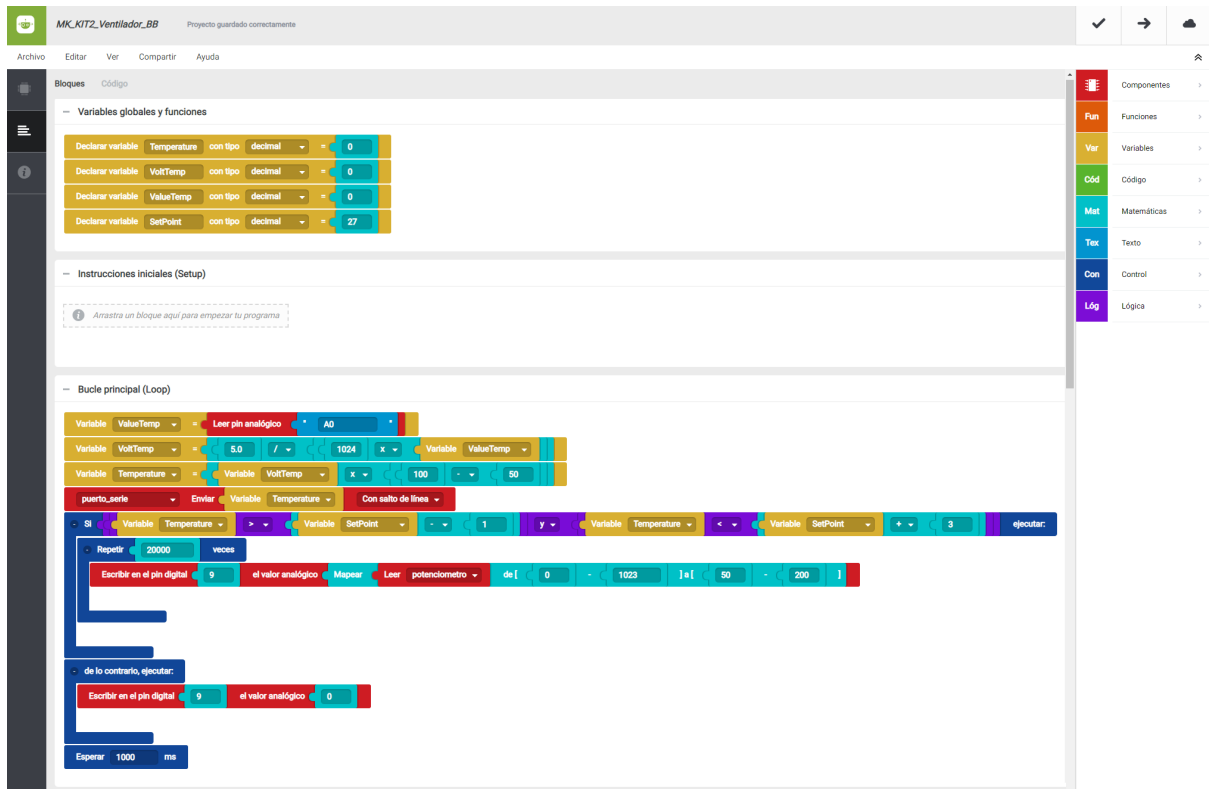 MK_KIT2_Ventilador_BB Proyecto guardado correctamente
Archivo Editar Ver Compartir Ayuda
Bloques Código
Variables globales y funciones
Declarar variable Temperature con tipo decimal = 0
Declarar variable VoltTemp con tipo decimal = 0
Declarar variable ValueTemp con tipo decimal = 0
Declarar variable SetPoint con tipo decimal = 27
Instrucciones iniciales (Setup)
Arrastra un bloque aquí para empezar tu programa
Bucle principal (Loop)
Variable ValueTemp = Leer pin analógico " A0 "
Variable VoltTemp = 5.0 / 1024 x Variable ValueTemp
Variable Temperature = Variable VoltTemp x 100 - 50
puerto_serie Enviar Variable Temperature Con salto de línea
Si Variable Temperature > Variable SetPoint - 1 y Variable Temperature < Variable SetPoint + 3 ejecutar:
Repetir 20000 veces
Escribir en el pin digital 9 el valor analógico Mapear Leer potenciometro de [ 0 - 1023 ] a [ 50 - 200 ]
de lo contrario, ejecutar:
Escribir en el pin digital 9 el valor analógico 0
Esperar 1000 ms
Componentes
Fun Funciones
Var Variables
Cód Código
Mat Matemáticas
Tex Texto
Con Control
Lóg Lógica